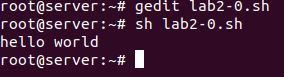 root@server:~# gedit lab2-0.sh
root@server:~# sh lab2-0.sh
hello world
root@server:~#